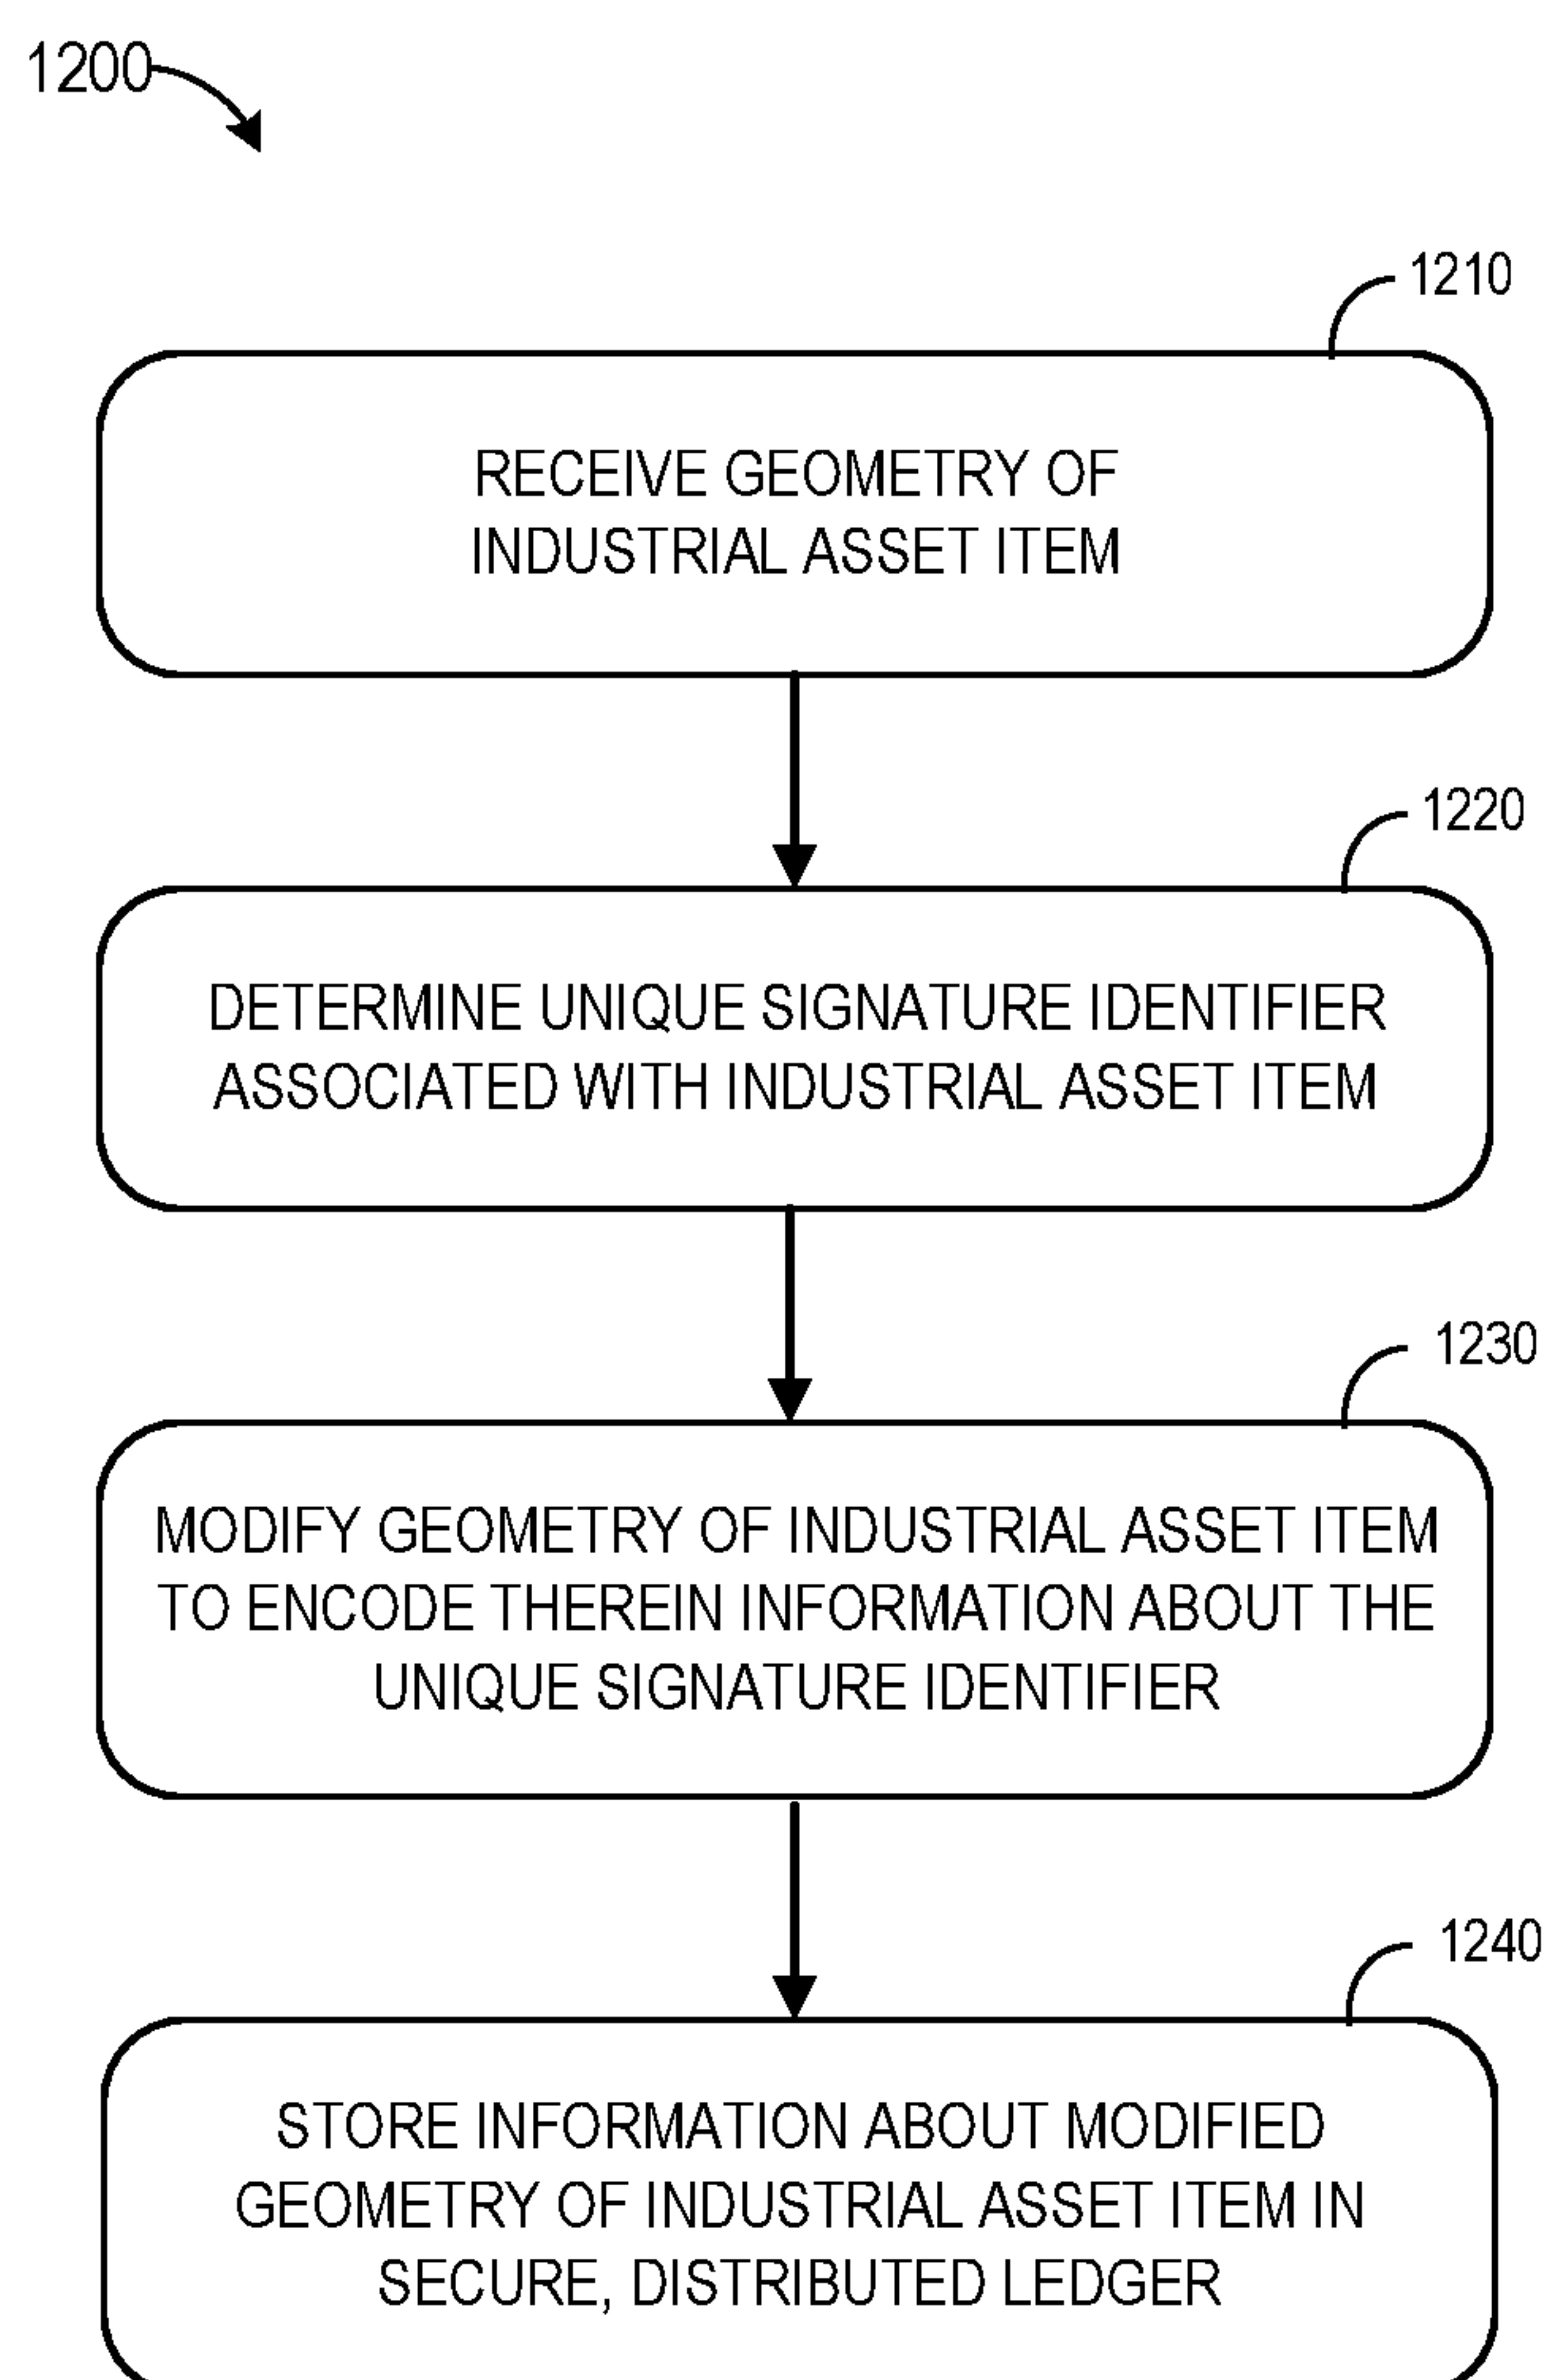 1200
1210
RECEIVE GEOMETRY OF
INDUSTRIAL ASSET ITEM
1220
DETERMINE UNIQUE SIGNATURE IDENTIFIER
ASSOCIATED WITH INDUSTRIAL ASSET ITEM
1230
MODIFY GEOMETRY OF INDUSTRIAL ASSET ITEM
TO ENCODE THEREIN INFORMATION ABOUT THE
UNIQUE SIGNATURE IDENTIFIER
1240
STORE INFORMATION ABOUT MODIFIED
GEOMETRY OF INDUSTRIAL ASSET ITEM IN
SECURE, DISTRIBUTED LEDGER